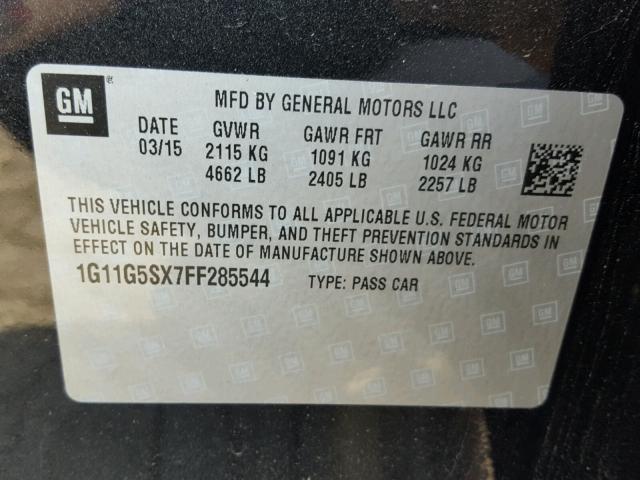 GM
MFD BY GENERAL MOTORS LLC
DATE GVWR GAWR FRT GAWR RR
03/15 2115 KG 1091 KG 1024 KG
4662 LB 2405 LB 2257 LB
THIS VEHICLE CONFORMS TO ALL APPLICABLE U.S. FEDERAL MOTOR
VEHICLE SAFETY, BUMPER, AND THEFT PREVENTION STANDARDS IN
EFFECT ON THE DATE OF MANUFACTURE SHOWN ABOVE.
1G11G5SX7FF285544 TYPE: PASS CAR